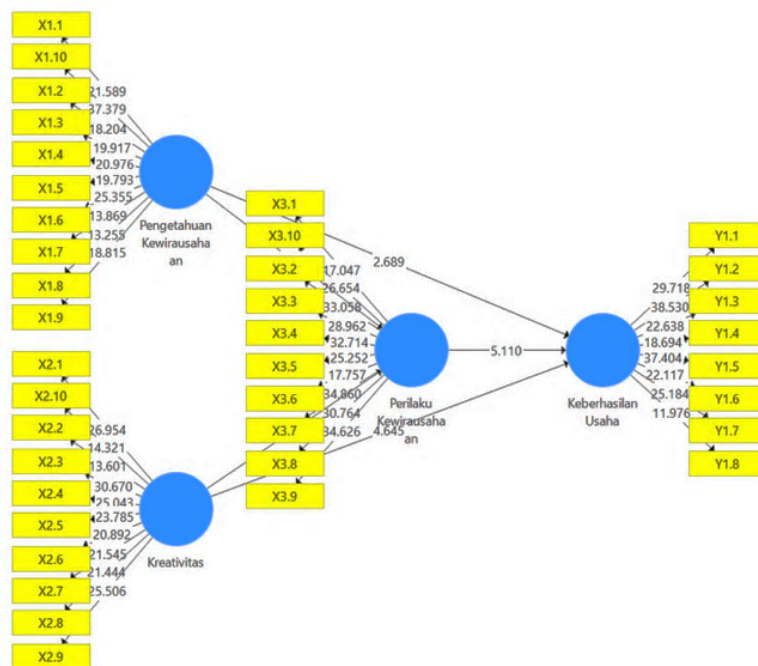 X1.1
X1.10
X1.2
X1.3
X1.4
X1.5
X1.6
X1.7
X1.8
X1.9
21.589
37.379
18.204
19.917
20.976
19.793
25.355
13.869
13.255
18.815
Pengetahuan
Kewirausaha
an
X2.1
X2.10
X2.2
X2.3
X2.4
X2.5
X2.6
X2.7
X2.8
X2.9
26.954
14.321
13.601
30.670
25.043
23.785
20.892
21.545
21.444
25.506
Kreativitas
X3.1
X3.10
X3.2
X3.3
X3.4
X3.5
X3.6
X3.7
X3.8
X3.9
17.047
26.654
33.058
28.962
32.714
25.252
17.757
34.860
30.764
34.626
Perilaku
Kewirausaha
an
2.689
5.110
4.645
Keberhasilan
Usaha
29.718
38.530
22.638
18.694
37.404
22.117
25.184
11.976
Y1.1
Y1.2
Y1.3
Y1.4
Y1.5
Y1.6
Y1.7
Y1.8